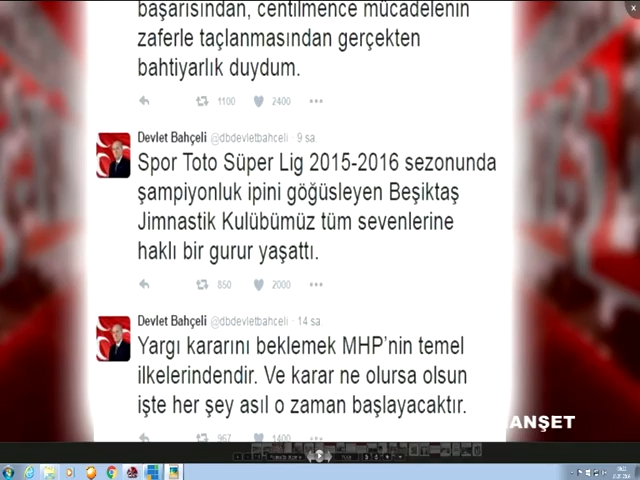 başarısından, centilmence mücadelenin
zaferle taçlanmasından gerçekten
bahtiyarlık duydum.
1100 2400
Devlet Bahçeli @dbdevletbahceli · 9 sa.
Spor Toto Süper Lig 2015-2016 sezonunda
şampiyonluk ipini göğüsleyen Beşiktaş
Jimnastik Kulübümüz tüm sevenlerine
haklı bir gurur yaşattı.
850 2000
Devlet Bahçeli @dbdevletbahceli · 14 sa.
Yargı kararını beklemek MHP'nin temel
ilkelerindendir. Ve karar ne olursa olsun
işte her şey asıl o zaman başlayacaktır.
967 1400
ANŞET